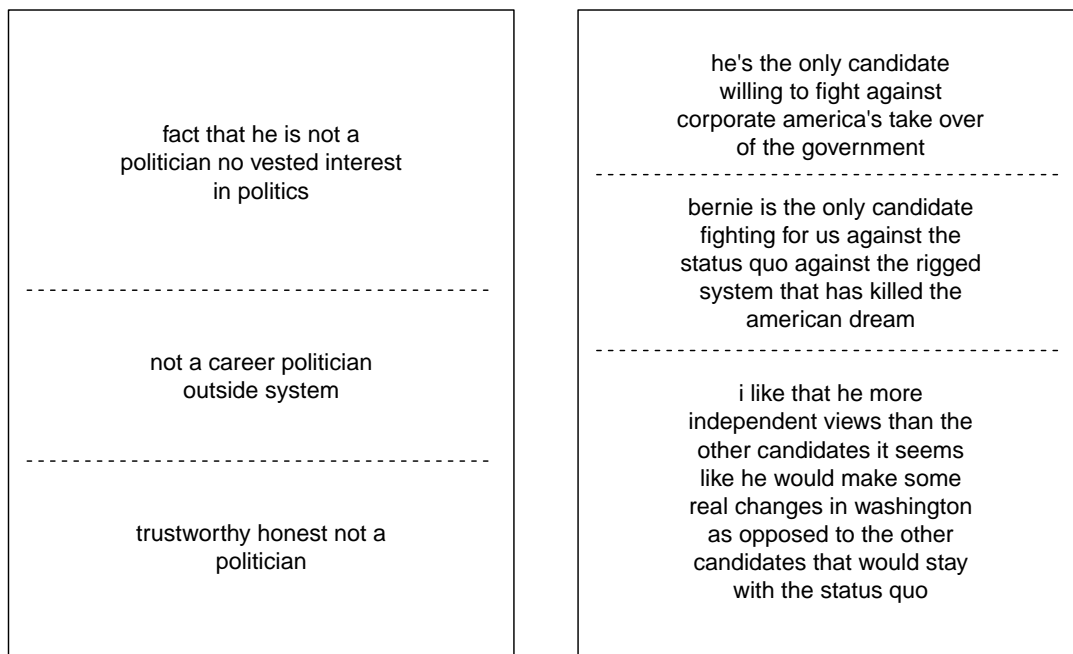 fact that he is not a
politician no vested interest
in politics
not a career politician
outside system
trustworthy honest not a
politician
he's the only candidate
willing to fight against
corporate america's take over
of the government
bernie is the only candidate
fighting for us against the
status quo against the rigged
system that has killed the
american dream
i like that he more
independent views than the
other candidates it seems
like he would make some
real changes in washington
as opposed to the other
candidates that would stay
with the status quo